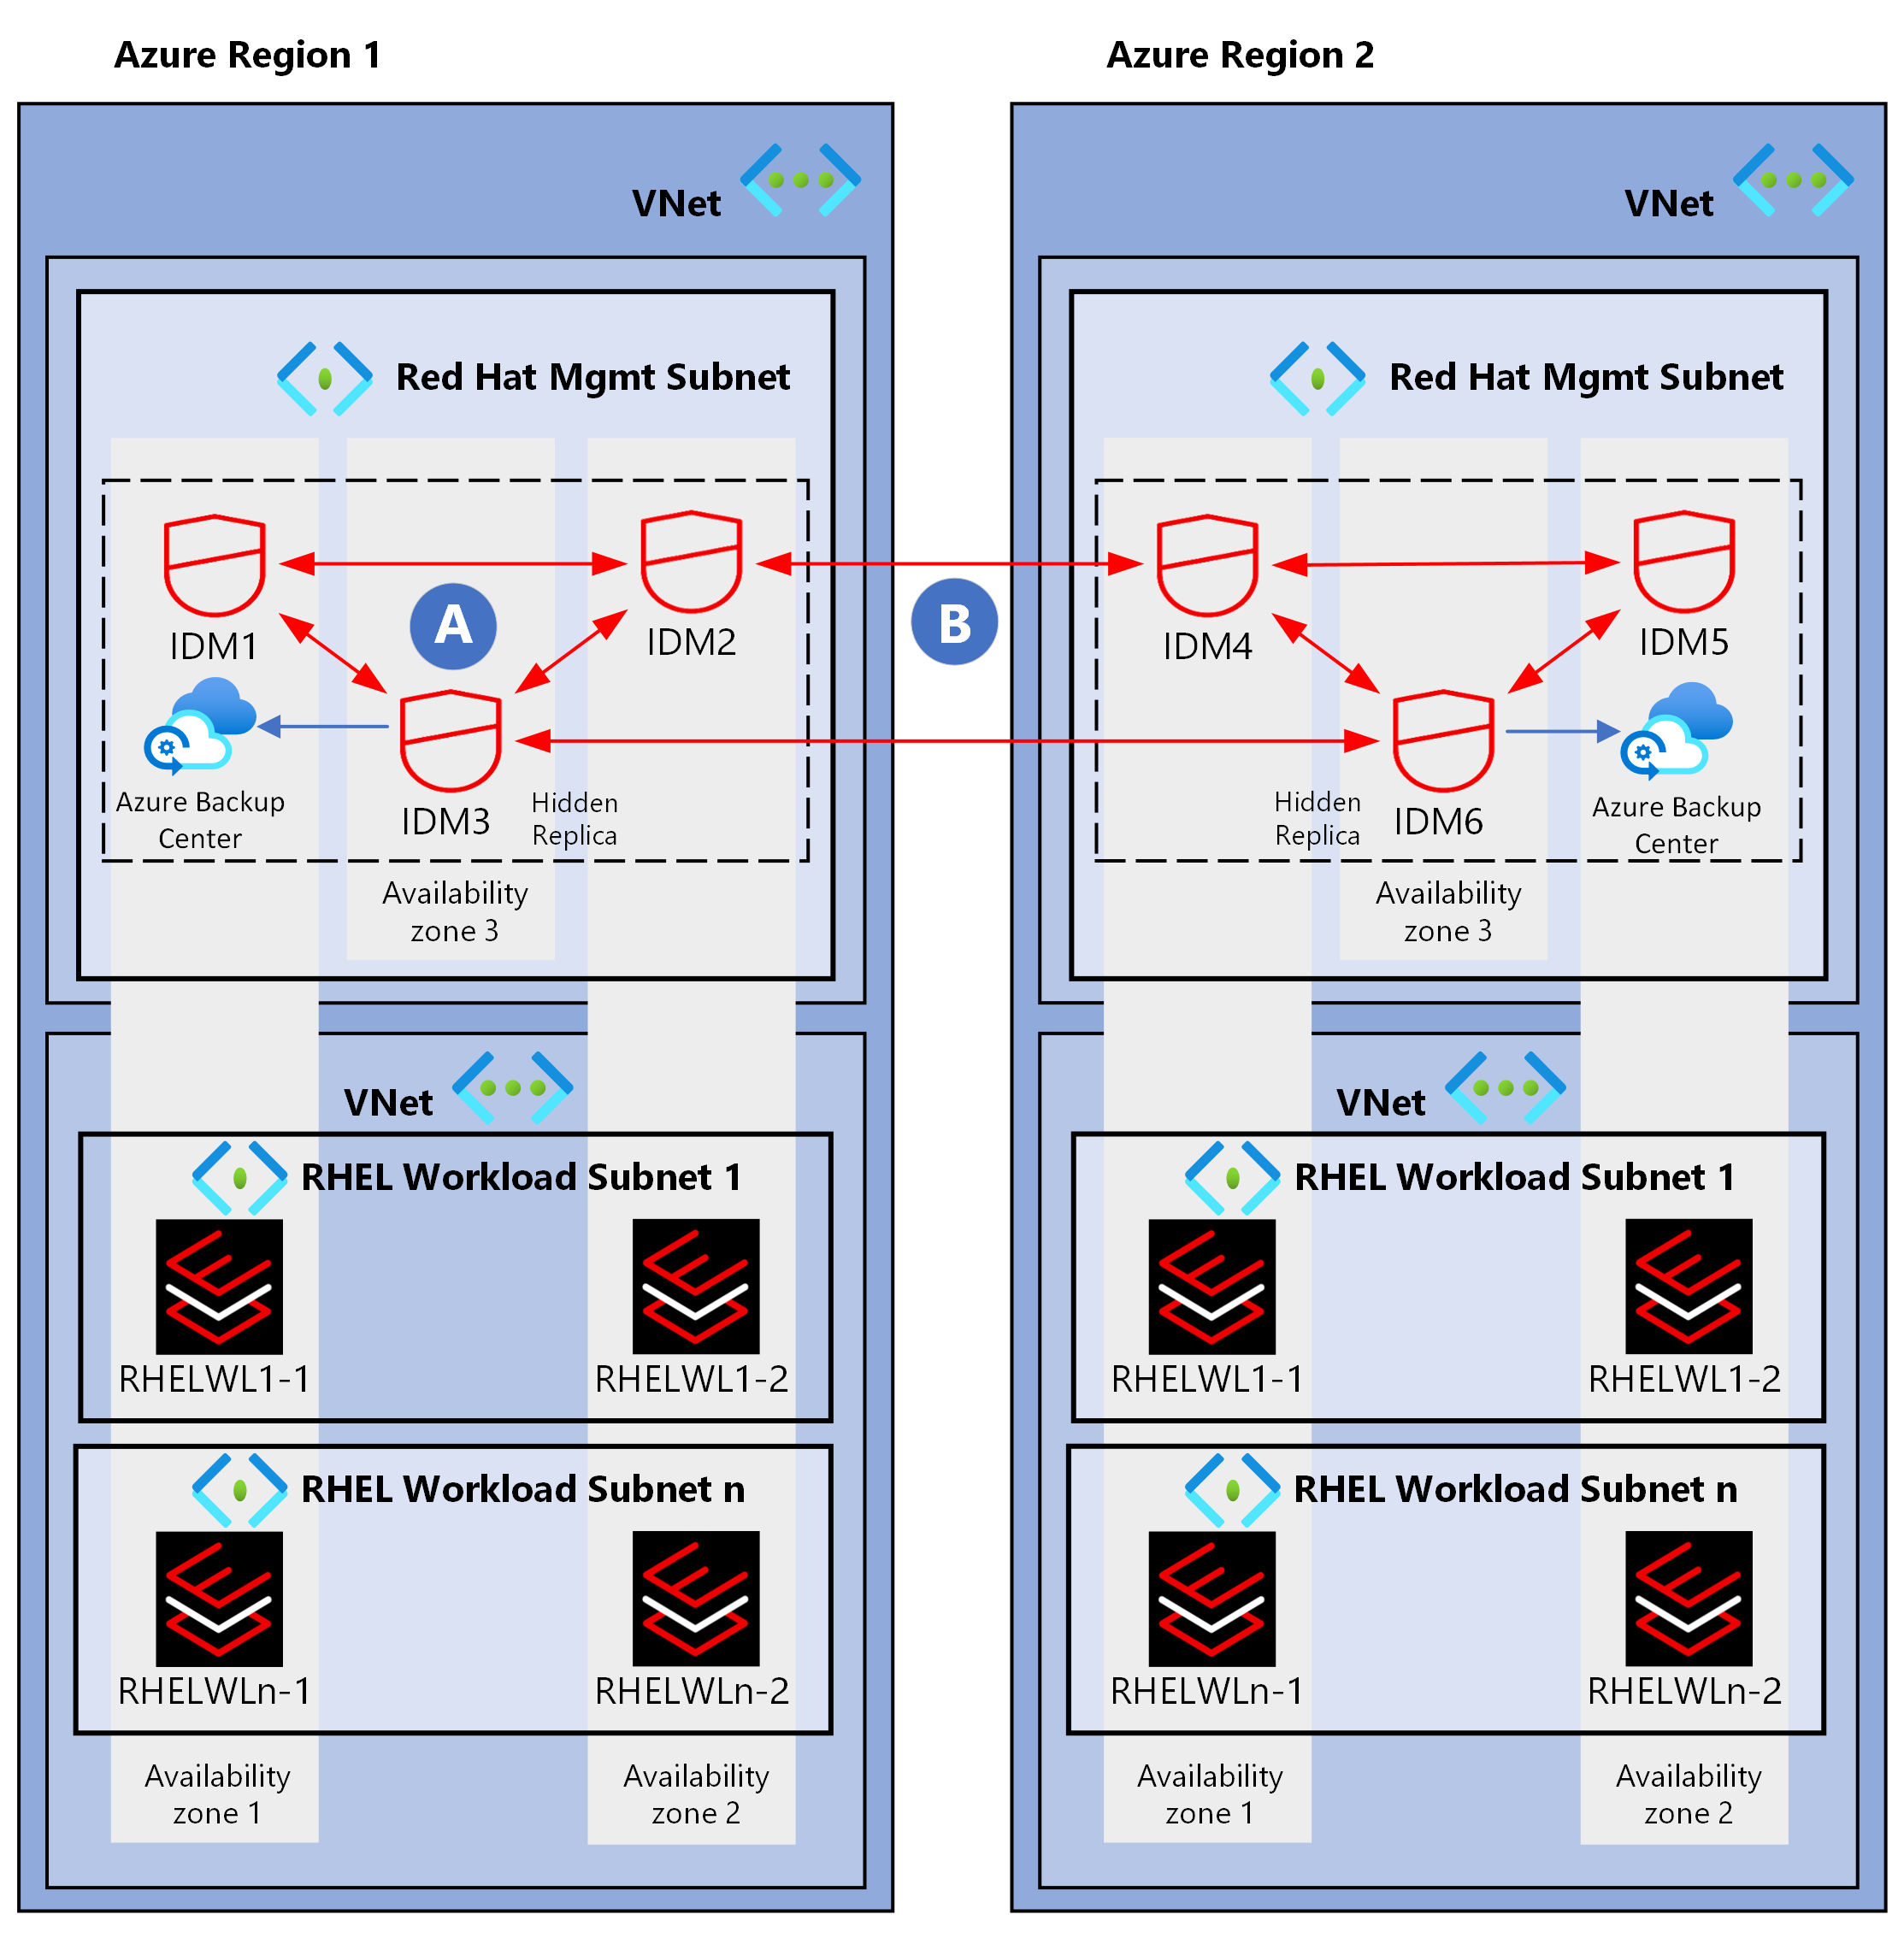 Azure Region 1
VNet
Red Hat Mgmt Subnet
IDM1
A
IDM2
Azure Backup
Center
IDM3
Hidden
Replica
Availability
zone 3
VNet
RHEL Workload Subnet 1
RHELWL1-1
RHELWL1-2
RHEL Workload Subnet n
RHELWLn-1
RHELWLn-2
Availability
zone 1
Availability
zone 2
B
Azure Region 2
VNet
Red Hat Mgmt Subnet
IDM4
IDM5
Hidden
Replica
IDM6
Azure Backup
Center
Availability
zone 3
VNet
RHEL Workload Subnet 1
RHELWL1-1
RHELWL1-2
RHEL Workload Subnet n
RHELWLn-1
RHELWLn-2
Availability
zone 1
Availability
zone 2